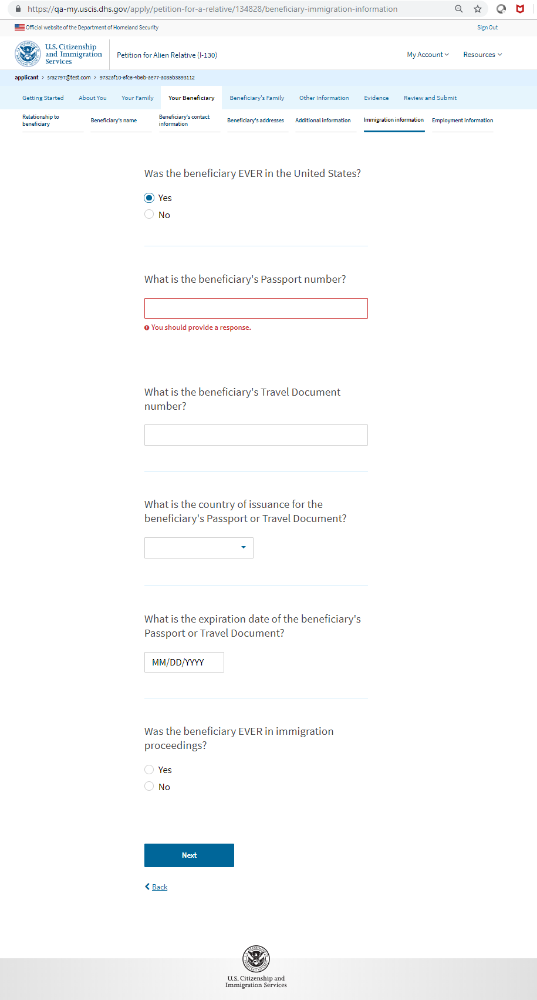 https://qa-my.uscis.dhs.gov/apply/petition-for-a-relative/134828/beneficiary-immigration-information
Official website of the Department of Homeland Security
Sign Out
U.S. Citizenship
and Immigration
Services
Petition for Alien Relative (I-130)
My Account
Resources
applicant > sra2797@test.com > 9732af10-6fc6-4b6b-ae77-a035b3893112
Getting Started About You Your Family Your Beneficiary Beneficiary's Family Other Information Evidence Review and Submit
Relationship to
beneficiary
Beneficiary's name
Beneficiary's contact
information
Beneficiary's addresses
Additional information
Immigration information
Employment information
Was the beneficiary EVER in the United States?
Yes
No
What is the beneficiary's Passport number?
You should provide a response.
What is the beneficiary's Travel Document
number?
What is the country of issuance for the
beneficiary's Passport or Travel Document?
What is the expiration date of the beneficiary's
Passport or Travel Document?
MM/DD/YYYY
Was the beneficiary EVER in immigration
proceedings?
Yes
No
Next
Back
U.S. Citizenship and
Immigration Services